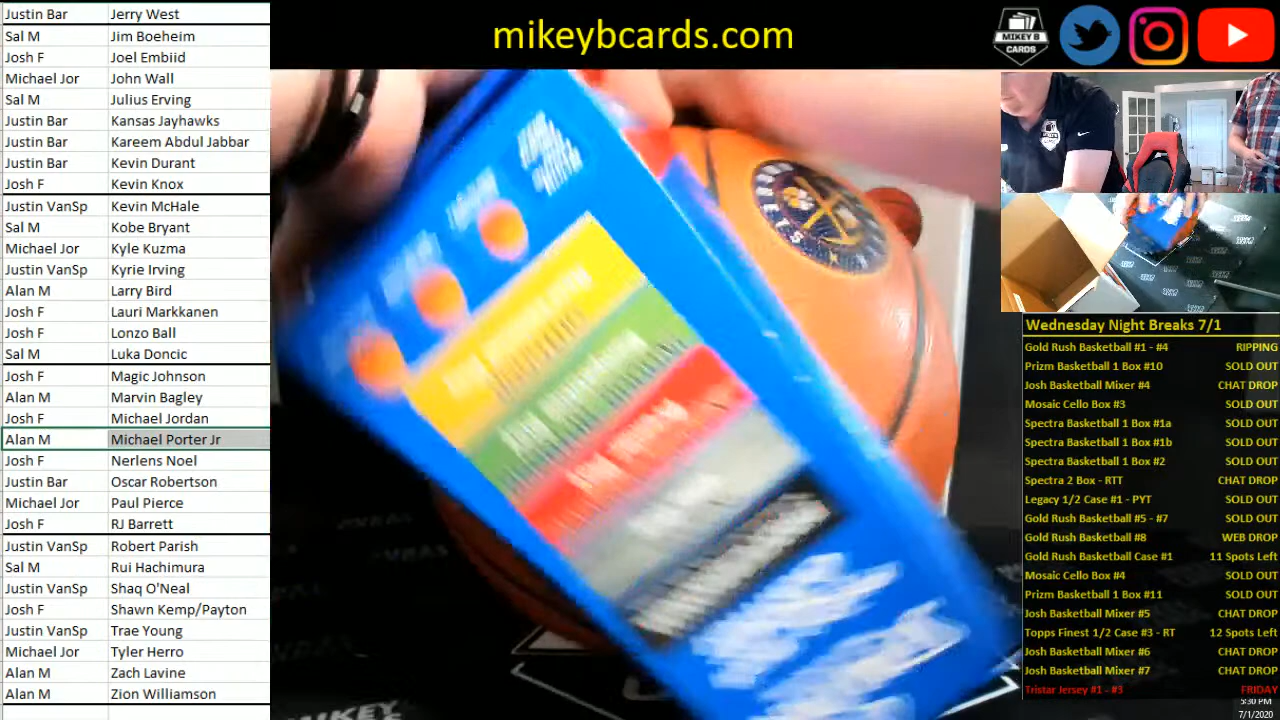 mikeybcards.com
MIKEY B
CARDS
Justin Bar Jerry West
Sal M Jim Boeheim
Josh F Joel Embiid
Michael Jor John Wall
Sal M Julius Erving
Justin Bar Kansas Jayhawks
Justin Bar Kareem Abdul Jabbar
Justin Bar Kevin Durant
Josh F Kevin Knox
Justin VanSp Kevin McHale
Sal M Kobe Bryant
Michael Jor Kyle Kuzma
Justin VanSp Kyrie Irving
Alan M Larry Bird
Josh F Lauri Markkanen
Josh F Lonzo Ball
Sal M Luka Doncic
Josh F Magic Johnson
Alan M Marvin Bagley
Josh F Michael Jordan
Alan M Michael Porter Jr
Josh F Nerlens Noel
Justin Bar Oscar Robertson
Michael Jor Paul Pierce
Josh F RJ Barrett
Justin VanSp Robert Parish
Sal M Rui Hachimura
Justin VanSp Shaq O'Neal
Josh F Shawn Kemp/Payton
Justin VanSp Trae Young
Michael Jor Tyler Herro
Alan M Zach Lavine
Alan M Zion Williamson
MIKEY
Wednesday Night Breaks 7/1
Gold Rush Basketball #1 - #4 RIPPING
Prizm Basketball 1 Box #10 SOLD OUT
Josh Basketball Mixer #4 CHAT DROP
Mosaic Cello Box #3 SOLD OUT
Spectra Basketball 1 Box #1a SOLD OUT
Spectra Basketball 1 Box #1b SOLD OUT
Spectra Basketball 1 Box #2 SOLD OUT
Spectra 2 Box - RTT CHAT DROP
Legacy 1/2 Case #1 - PYT SOLD OUT
Gold Rush Basketball #5 - #7 SOLD OUT
Gold Rush Basketball #8 WEB DROP
Gold Rush Basketball Case #1 11 Spots Left
Mosaic Cello Box #4 SOLD OUT
Prizm Basketball 1 Box #11 SOLD OUT
Josh Basketball Mixer #5 CHAT DROP
Topps Finest 1/2 Case #3 - RT 12 Spots Left
Josh Basketball Mixer #6 CHAT DROP
Josh Basketball Mixer #7 CHAT DROP
Tristar Jersey #1 - #3 FRIDAY
5:30 PM
7/1/2020